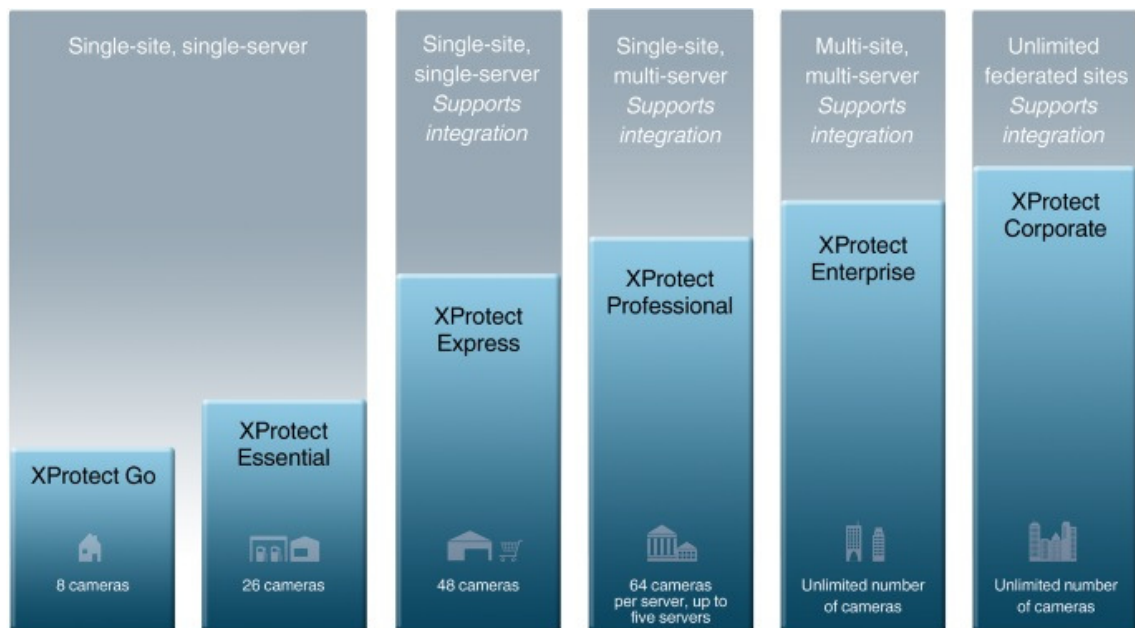 Single-site, single-server
Single-site,
single-server
Supports
integration
Single-site,
multi-server
Supports
integration
Multi-site,
multi-server
Supports
integration
Unlimited
federated sites
Supports
integration
XProtect Go
8 cameras
XProtect
Essential
26 cameras
XProtect
Express
48 cameras
XProtect
Professional
64 cameras
per server, up to
five servers
XProtect
Enterprise
Unlimited number
of cameras
XProtect
Corporate
Unlimited number
of cameras